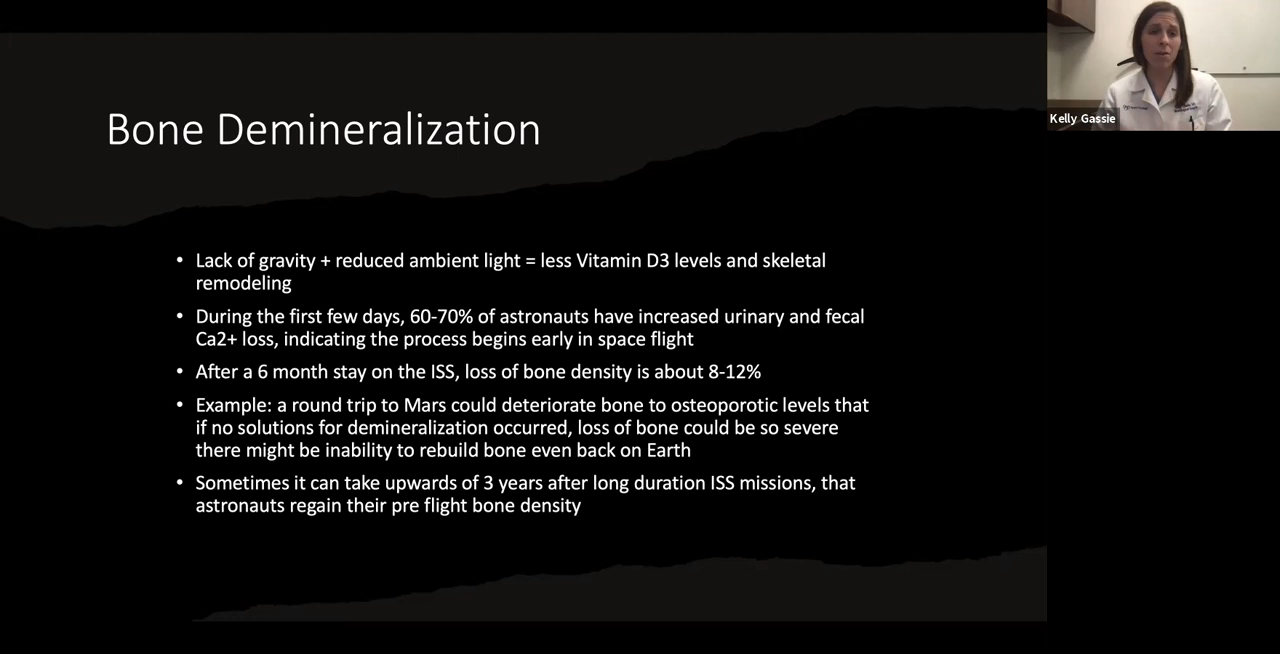 Bone Demineralization
• Lack of gravity + reduced ambient light = less Vitamin D3 levels and skeletal
remodeling
• During the first few days, 60-70% of astronauts have increased urinary and fecal
Ca2+ loss, indicating the process begins early in space flight
• After a 6 month stay on the ISS, loss of bone density is about 8-12%
• Example: a round trip to Mars could deteriorate bone to osteoporotic levels that
if no solutions for demineralization occurred, loss of bone could be so severe
there might be inability to rebuild bone even back on Earth
• Sometimes it can take upwards of 3 years after long duration ISS missions, that
astronauts regain their pre flight bone density
Kelly Gassie